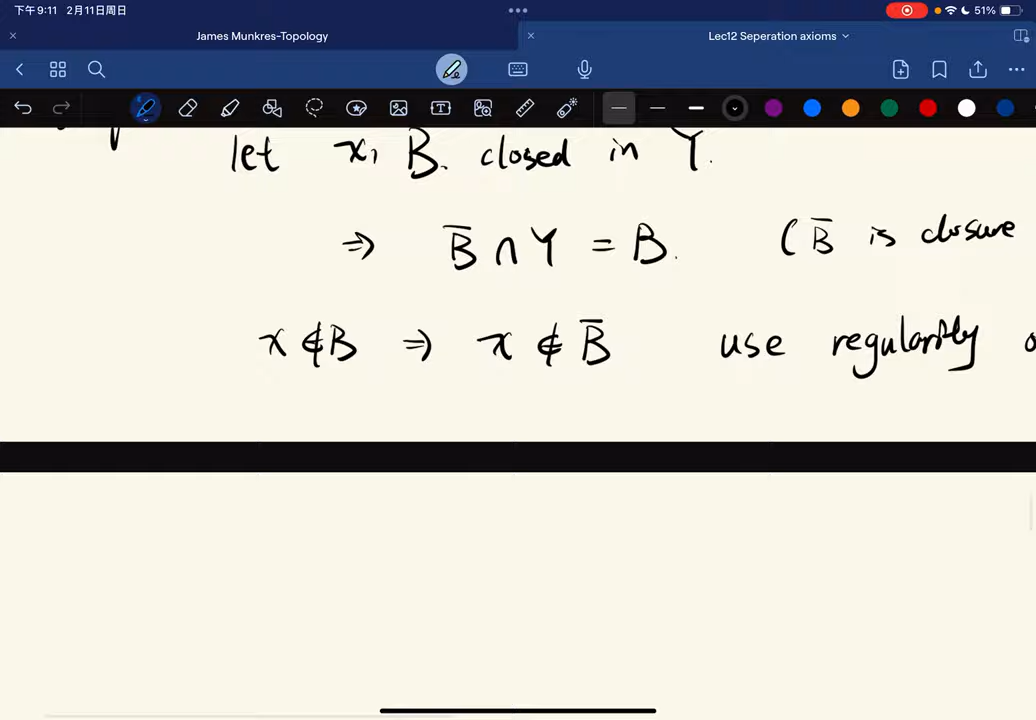 下午9:11 2月11日周日 51%
James Munkres-Topology Lec12 Seperation axioms
let x, B. closed in Y.
⇒ B̅ ∩ Y = B. ( B̅ is closure
x ∉ B ⇒ x ∉ B̅ use regularity